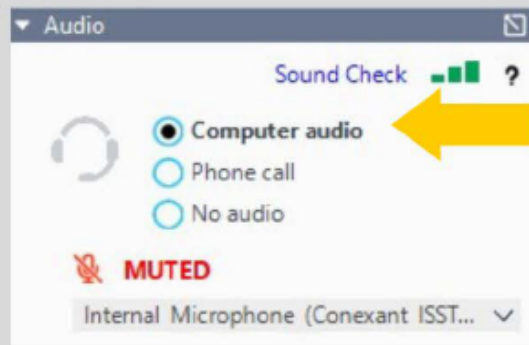 Audio
Sound Check ?
Computer audio
Phone call
No audio
MUTED
Internal Microphone (Conexant ISST...